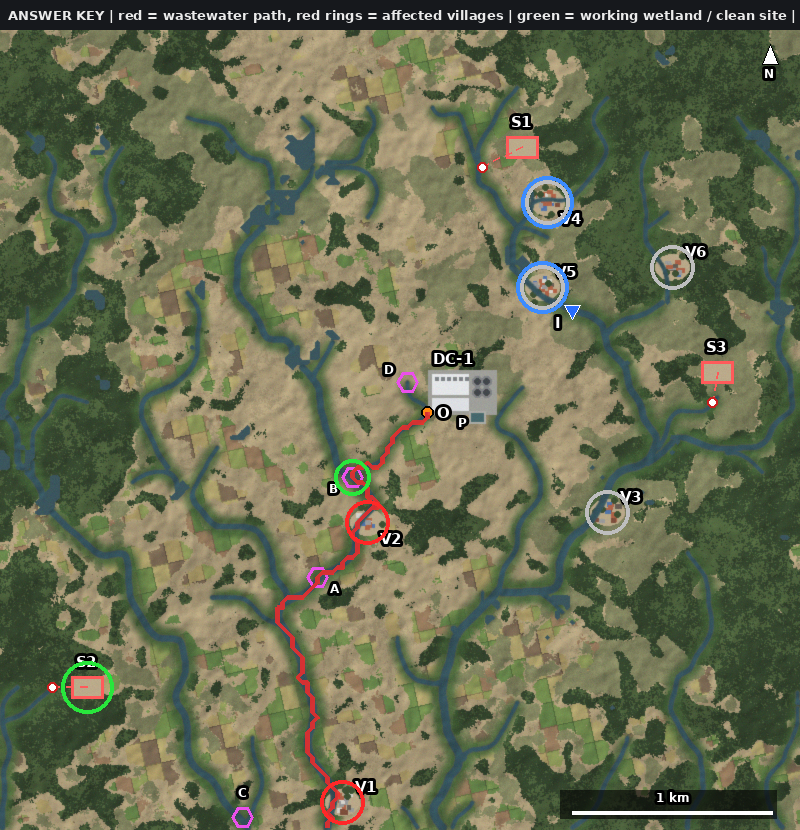 ANSWER KEY | red = wastewater path, red rings = affected villages | green = working wetland / clean site |
N
S1
V4
V6
V5
I
S3
D
DC-1
O
P
B
V3
V2
A
S2
C
V1
1 km